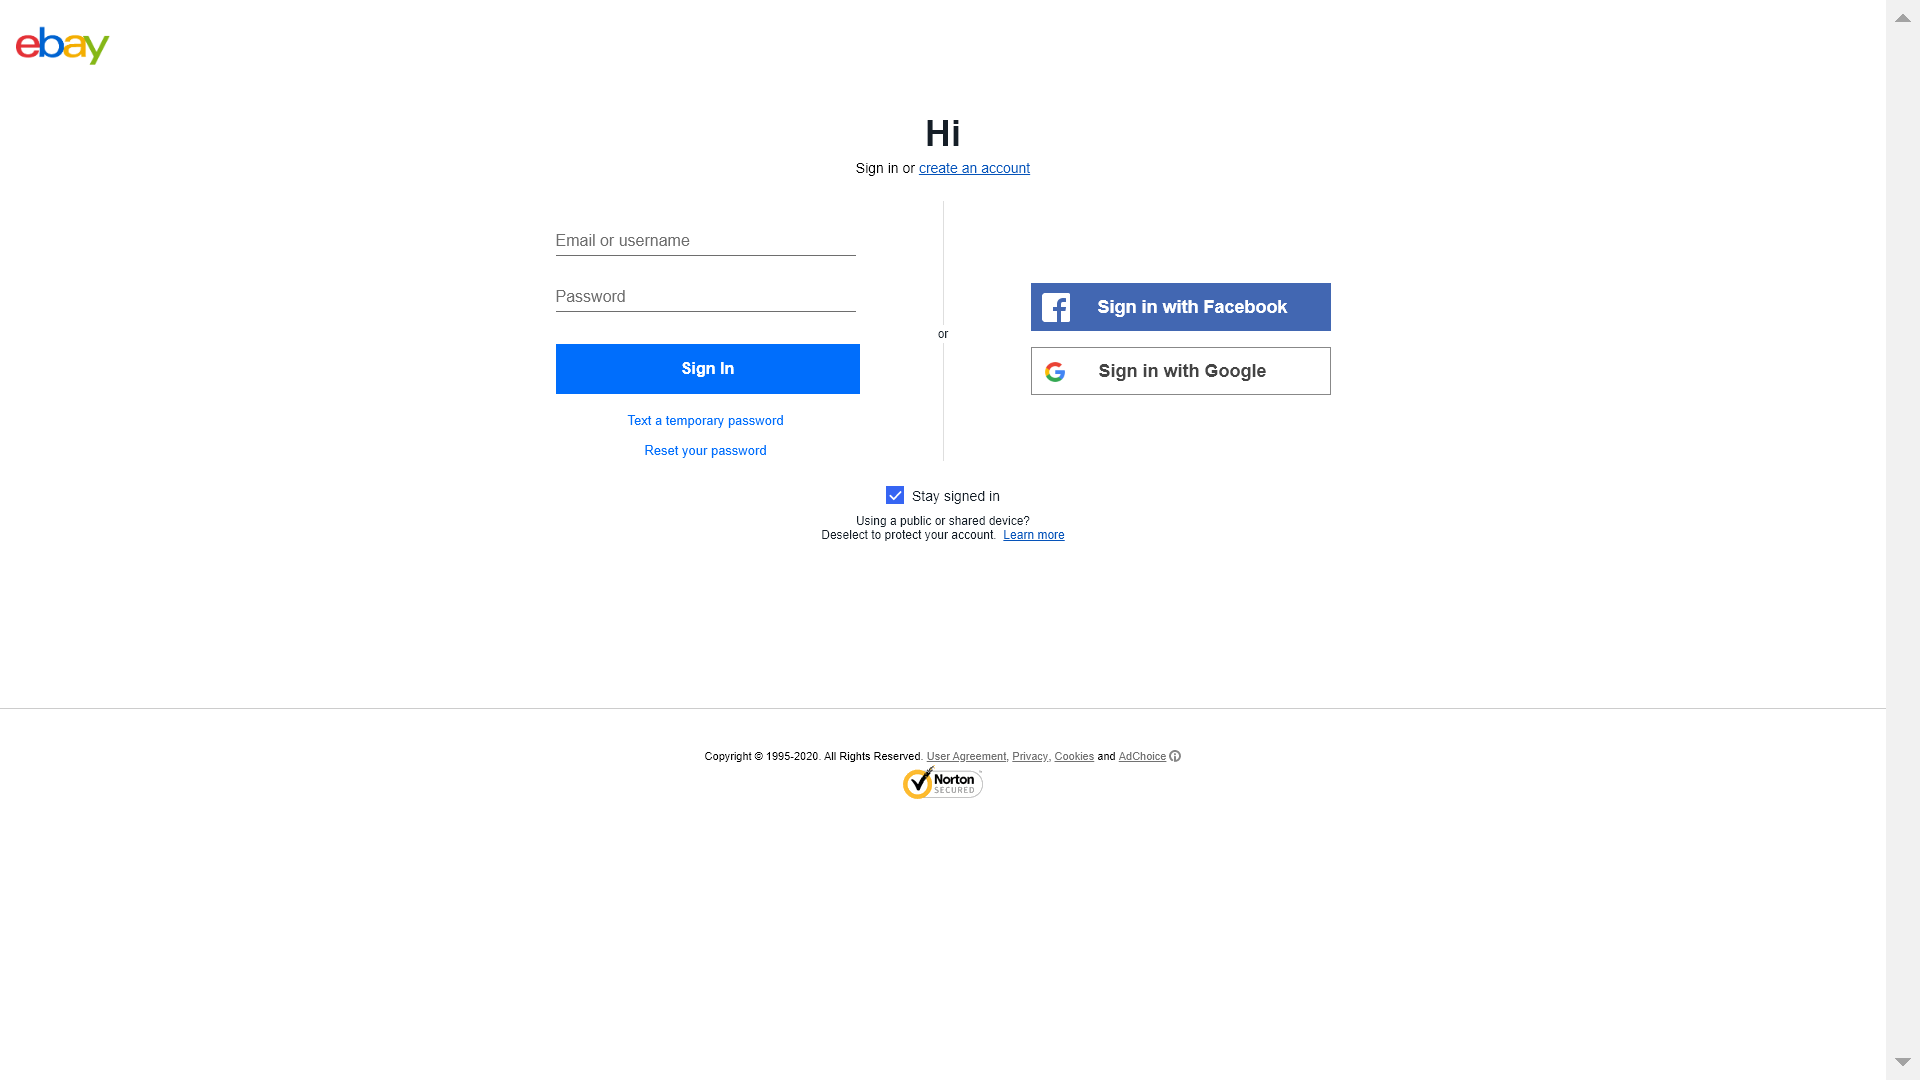 ebay
Hi
Sign in or create an account
Email or username
Password
Sign In
Text a temporary password
Reset your password
or
Sign in with Facebook
Sign in with Google
Stay signed in
Using a public or shared device?
Deselect to protect your account. Learn more
Copyright © 1995-2020. All Rights Reserved. User Agreement, Privacy, Cookies and AdChoice
Norton
SECURED